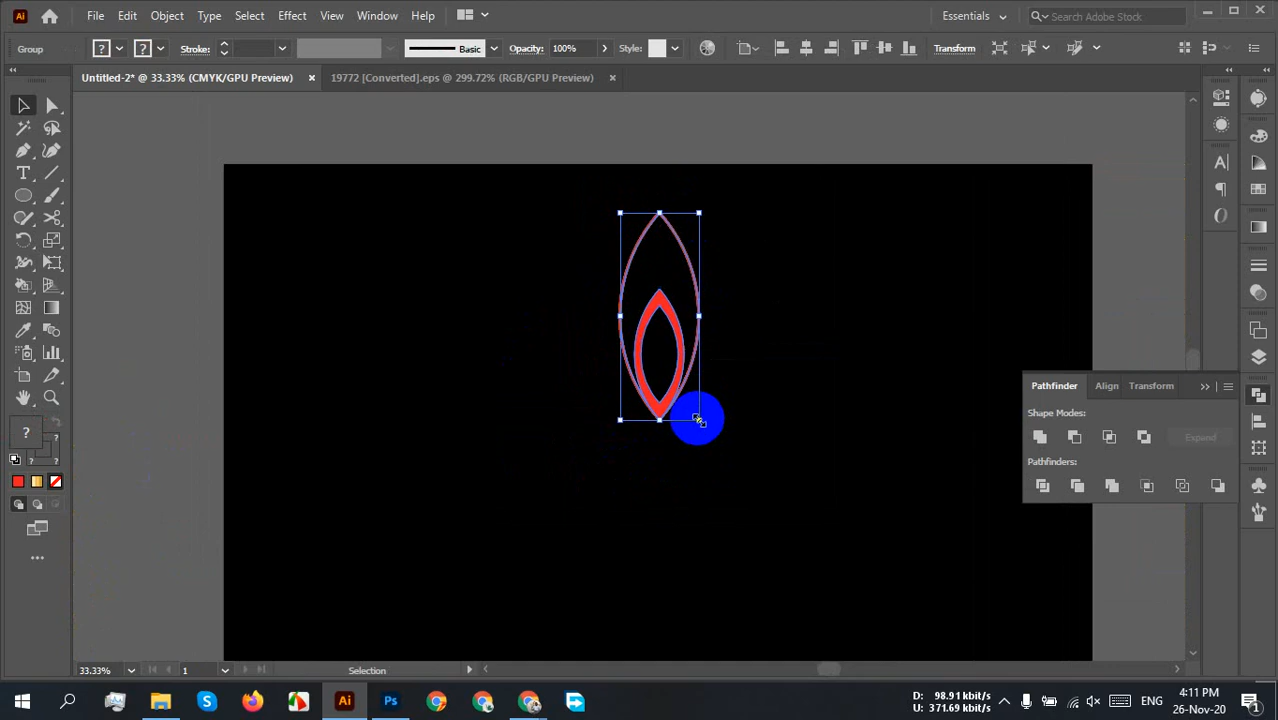 Ai File Edit Object Type Select Effect View Window Help Essentials Search Adobe Stock
Group ? ? Stroke: Basic Opacity: 100% Style: Transform
Untitled-2* @ 33.33% (CMYK/GPU Preview) × 19772 [Converted].eps @ 299.72% (RGB/GPU Preview) ×
Pathfinder Align Transform
Shape Modes:
Expand
Pathfinders:
?
?
?
33.33% 1 Selection
Ai Ps D: 98.91 kbit/s ENG 4:11 PM
U: 371.69 kbit/s 26-Nov-20